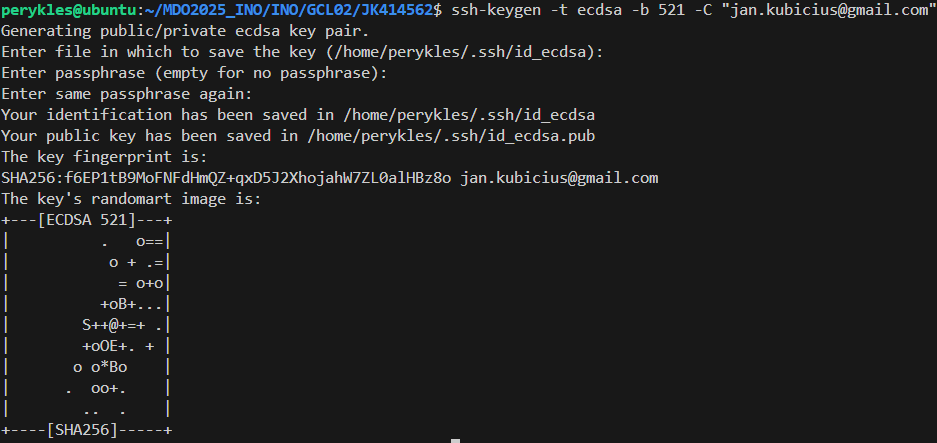 perykles@ubuntu:~/MDO2025_INO/INO/GCL02/JK414562$ ssh-keygen -t ecdsa -b 521 -C "jan.kubicius@gmail.com"
Generating public/private ecdsa key pair.
Enter file in which to save the key (/home/perykles/.ssh/id_ecdsa):
Enter passphrase (empty for no passphrase):
Enter same passphrase again:
Your identification has been saved in /home/perykles/.ssh/id_ecdsa
Your public key has been saved in /home/perykles/.ssh/id_ecdsa.pub
The key fingerprint is:
SHA256:f6EP1tB9MoFNFdHmQZ+qxD5J2XhojahW7ZL0alHBz8o jan.kubicius@gmail.com
The key's randomart image is:
+---[ECDSA 521]---+
|           .   o==|
|            o + .=|
|             = o+o|
|           +oB+...|
|         S++@+=+ .|
|         +oOE+. + |
|        o o*Bo    |
|       .  oo+.    |
|         ..  .    |
+----[SHA256]-----+